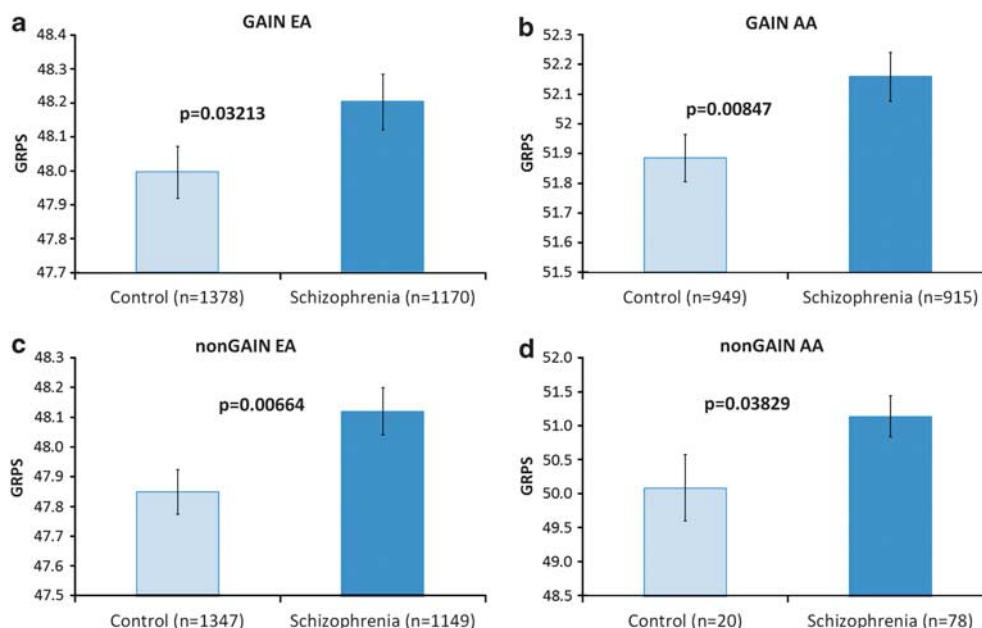 a
GAIN EA
48.4
48.3
48.2
48.1
48.0
47.9
47.8
47.7
GRPS
p=0.03213
Control (n=1378)
Schizophrenia (n=1170)
b
GAIN AA
52.3
52.2
52.1
52
51.9
51.8
51.7
51.6
51.5
GRPS
p=0.00847
Control (n=949)
Schizophrenia (n=915)
c
nonGAIN EA
48.3
48.2
48.1
48.0
47.9
47.8
47.7
47.6
47.5
GRPS
p=0.00664
Control (n=1347)
Schizophrenia (n=1149)
d
nonGAIN AA
52.0
51.5
51.0
50.5
50.0
49.5
49.0
48.5
GRPS
p=0.03829
Control (n=20)
Schizophrenia (n=78)